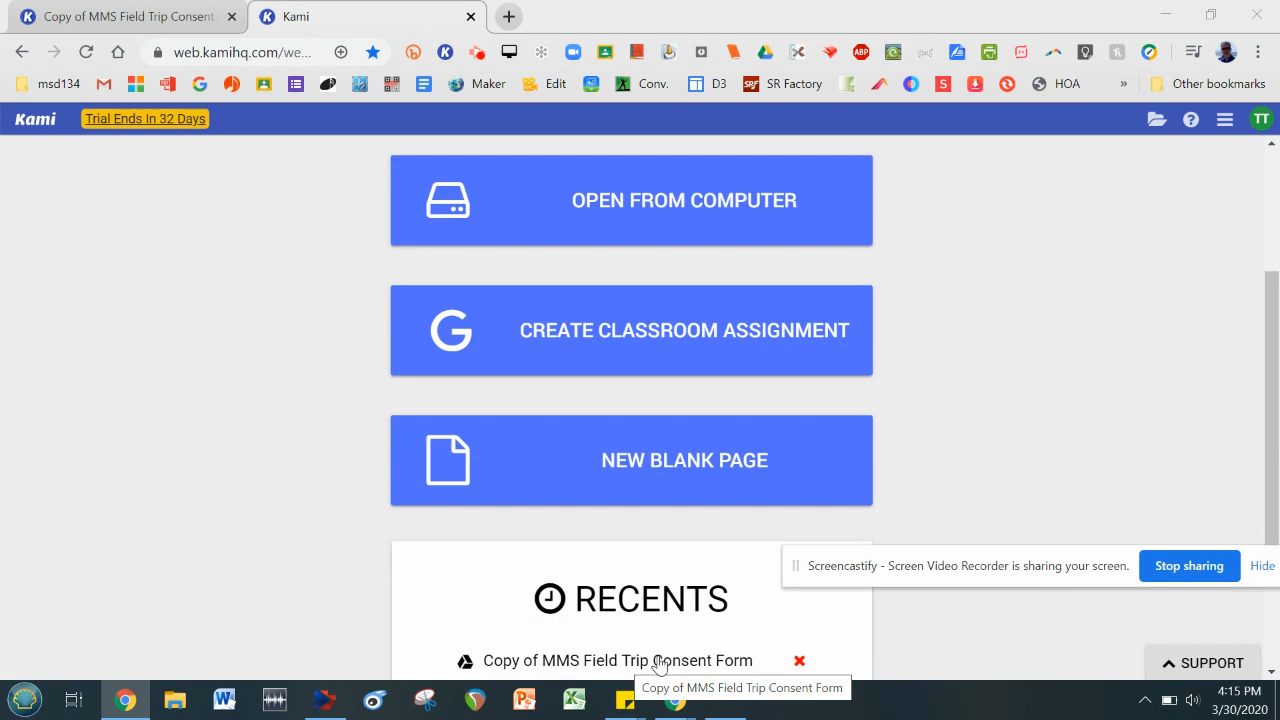 Copy of MMS Field Trip Consent
Kami
web.kamihq.com/we...
ABP
msd134
Maker
Edit
Conv.
D3
SRF
SR Factory
S
HOA
»
Other bookmarks
Kami
Trial Ends In 32 Days
TT
OPEN FROM COMPUTER
G
CREATE CLASSROOM ASSIGNMENT
NEW BLANK PAGE
Screencastify - Screen Video Recorder is sharing your screen.
Stop sharing
Hide
RECENTS
Copy of MMS Field Trip Consent Form
SUPPORT
Copy of MMS Field Trip Consent Form
4:15 PM
3/30/2020